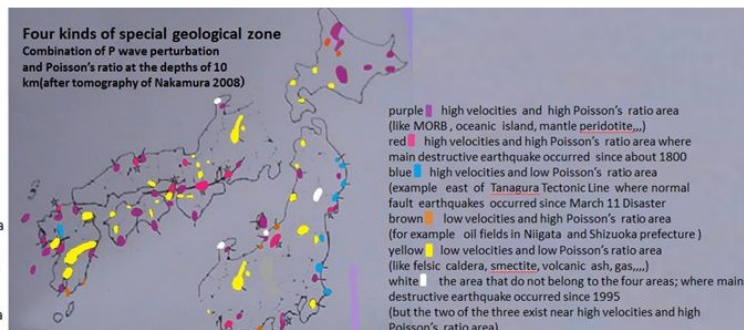 Four kinds of special geological zone
Combination of P wave perturbation
and Poisson's ratio at the depths of 10
km(after tomography of Nakamura 2008)
purple high velocities and high Poisson's ratio area
(like MORB , oceanic island, mantle peridotite,,,)
red high velocities and high Poisson's ratio area where
main destructive earthquake occurred since about 1800
blue high velocities and low Poisson's ratio area
(example east of Tanagura Tectonic Line where normal
fault earthquakes occurred since March 11 Disaster
brown low velocities and high Poisson's ratio area
(for example oil fields in Niigata and Shizuoka prefecture )
yellow low velocities and low Poisson's ratio area
(like felsic caldera, smectite, volcanic ash, gas,,,,)
white the area that do not belong to the four areas; where main
destructive earthquake occurred since 1995
(but the two of the three exist near high velocities and high
Poisson's ratio area)
a
a